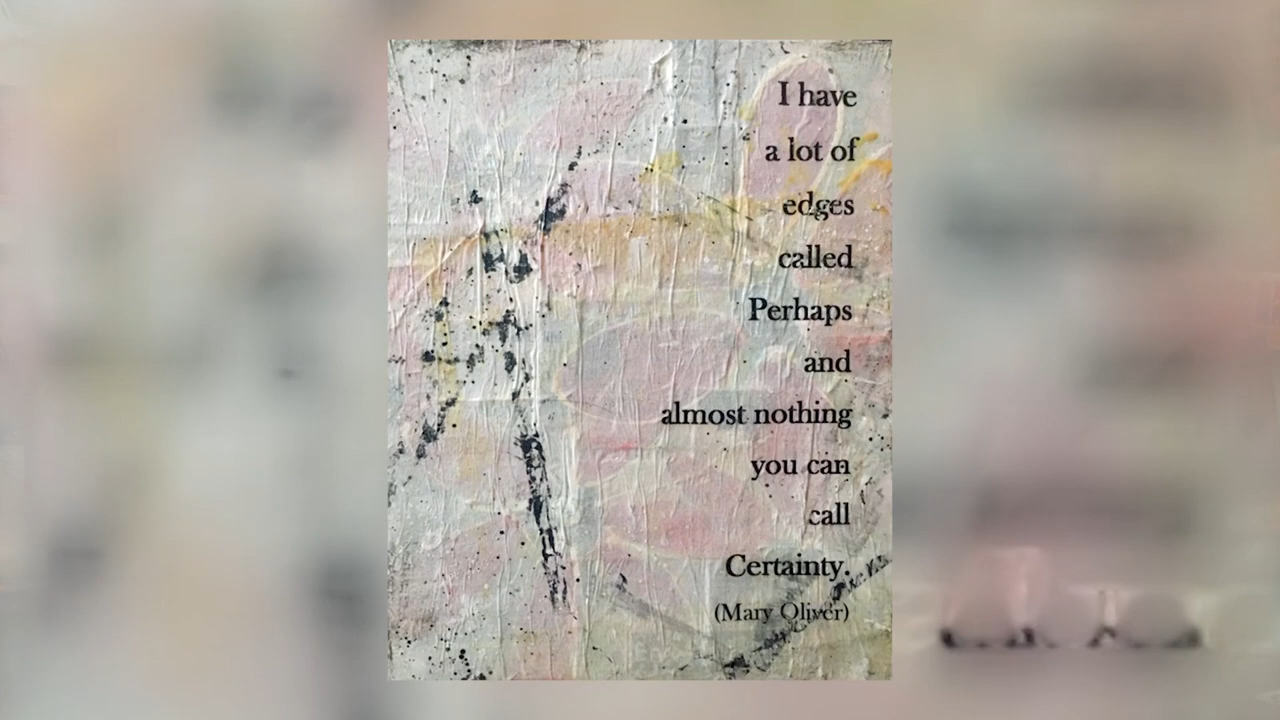 I have
a lot of
edges
called
Perhaps
and
almost nothing
you can
call
Certainty.
(Mary Oliver)